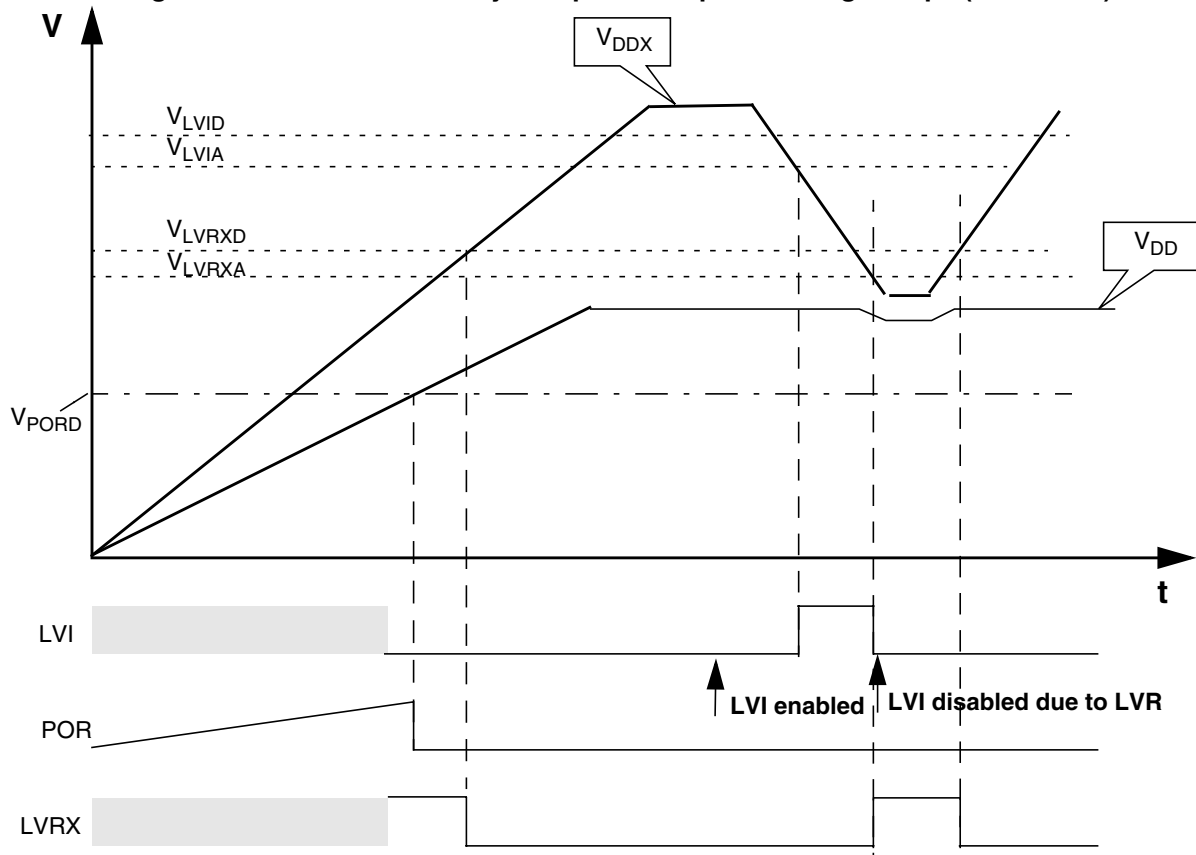 V
VDDX
VLVID
VLVIA
VLVRXD
VLVRXA
VDD
VPORD
t
LVI
LVI enabled
LVI disabled due to LVR
POR
LVRX